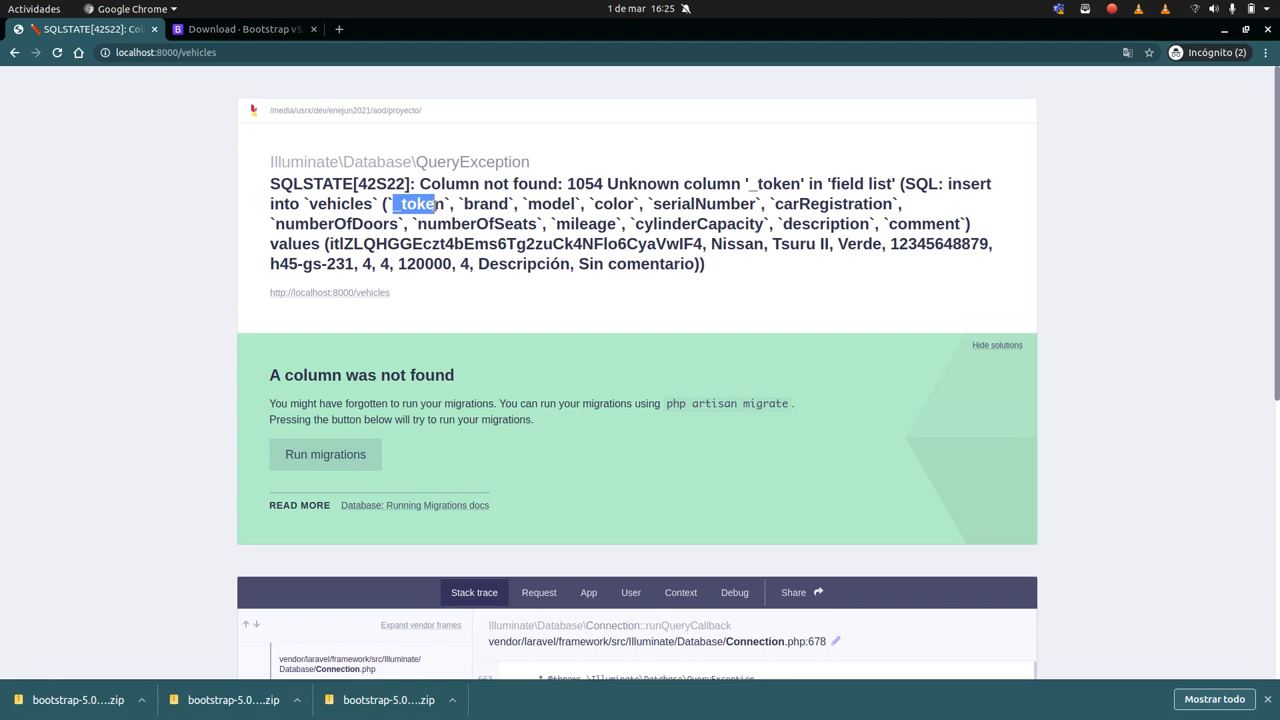 Actividades Google Chrome 1 de mar 16:25
SQLSTATE[42S22]: Col
Download · Bootstrap v5.
localhost:8000/vehicles
Incógnito (2)
/media/usrx/dev/enejun2021/aod/proyecto/
Illuminate\Database\QueryException
SQLSTATE[42S22]: Column not found: 1054 Unknown column '_token' in 'field list' (SQL: insert
into `vehicles` (`_token`, `brand`, `model`, `color`, `serialNumber`, `carRegistration`,
`numberOfDoors`, `numberOfSeats`, `mileage`, `cylinderCapacity`, `description`, `comment`)
values (itlZLQHGGEczt4bEms6Tg2zuCk4NFlo6CyaVwIF4, Nissan, Tsuru II, Verde, 12345648879,
h45-gs-231, 4, 4, 120000, 4, Descripción, Sin comentario))
http://localhost:8000/vehicles
Hide solutions
A column was not found
You might have forgotten to run your migrations. You can run your migrations using php artisan migrate.
Pressing the button below will try to run your migrations.
Run migrations
READ MORE Database: Running Migrations docs
Stack trace Request App User Context Debug Share
Expand vendor frames
Illuminate\Database\Connection::runQueryCallback
vendor/laravel/framework/src/Illuminate/Database/Connection.php:678
vendor/laravel/framework/src/Illuminate/
Database/Connection.php
663 * @throws \Illuminate\Database\QueryException
bootstrap-5.0....zip
bootstrap-5.0....zip
bootstrap-5.0....zip
Mostrar todo